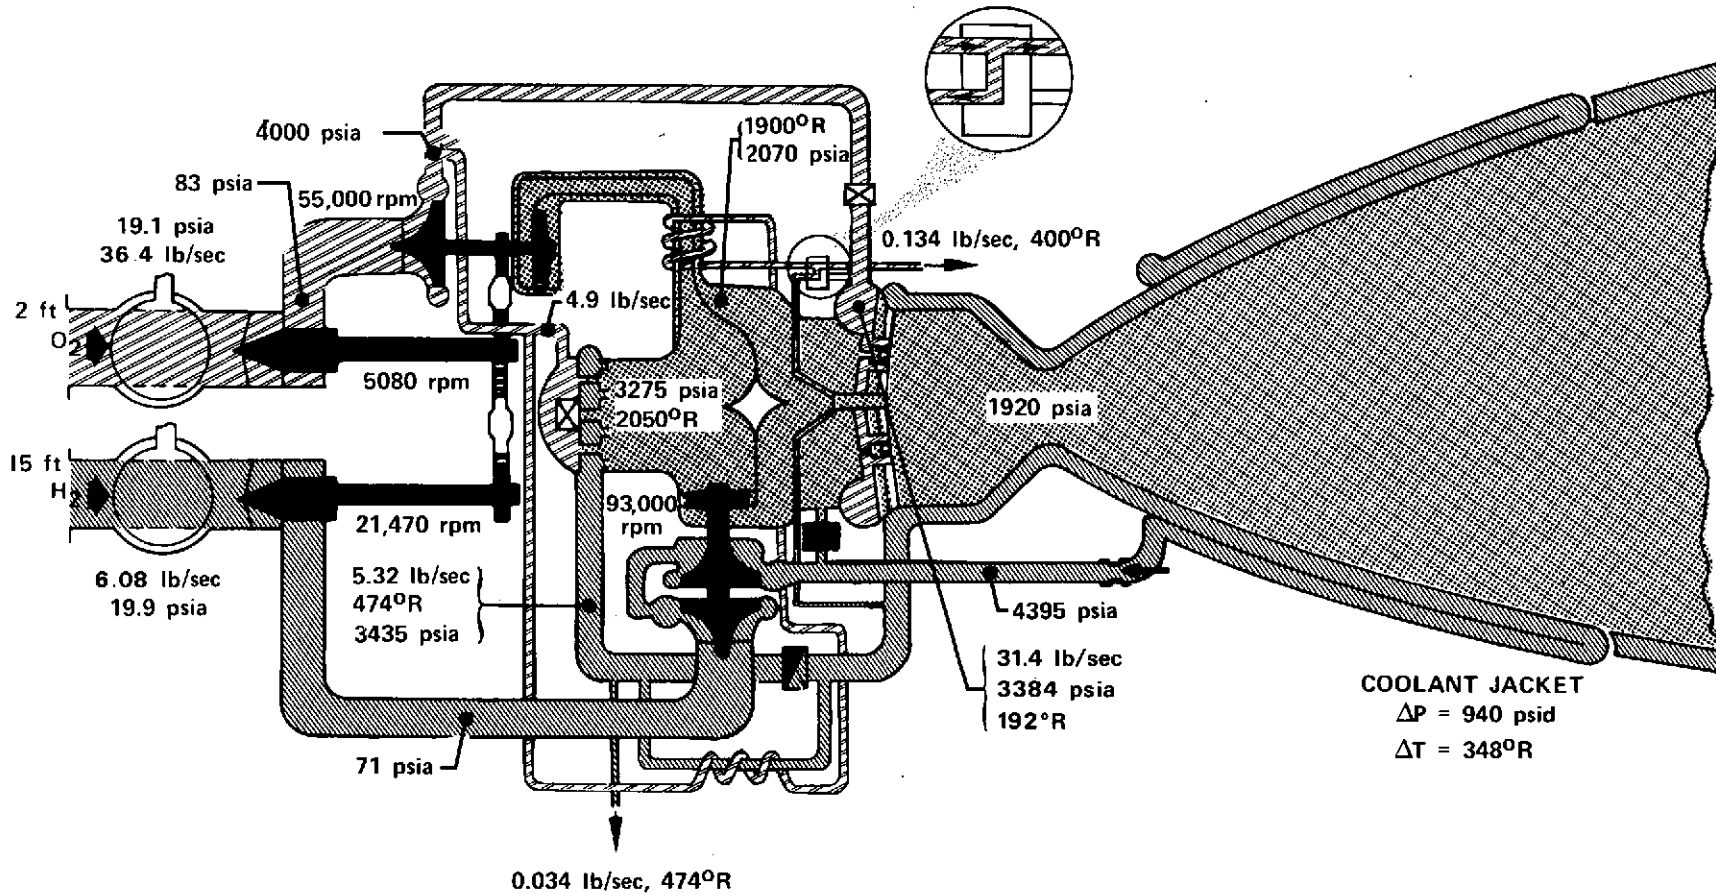 4000 psia
1900°R
2070 psia
83 psia
55,000 rpm
19.1 psia
36.4 lb/sec
0.134 lb/sec, 400°R
2 ft
O2
4.9 lb/sec
5080 rpm
3275 psia
2050°R
1920 psia
15 ft
H2
21,470 rpm
93,000
rpm
6.08 lb/sec
19.9 psia
5.32 lb/sec
474°R
3435 psia
4395 psia
31.4 lb/sec
3384 psia
192°R
COOLANT JACKET
ΔP = 940 psid
ΔT = 348°R
71 psia
0.034 lb/sec, 474°R